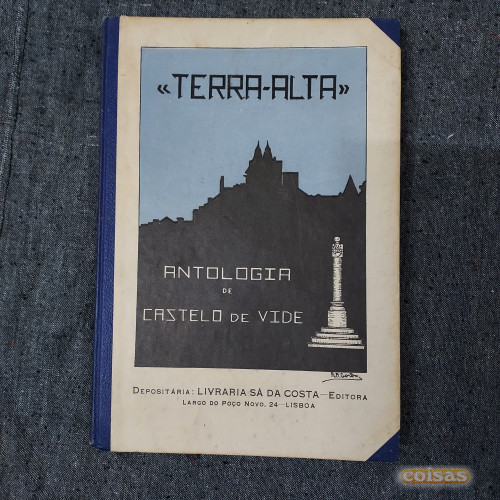 «TERRA-ALTA»
ANTOLOGIA
DE
CASTELO DE VIDE
DEPOSITÁRIA: LIVRARIA SÁ DA COSTA—EDITORA
LARGO DO POÇO NOVO, 24—LISBOA
coisas